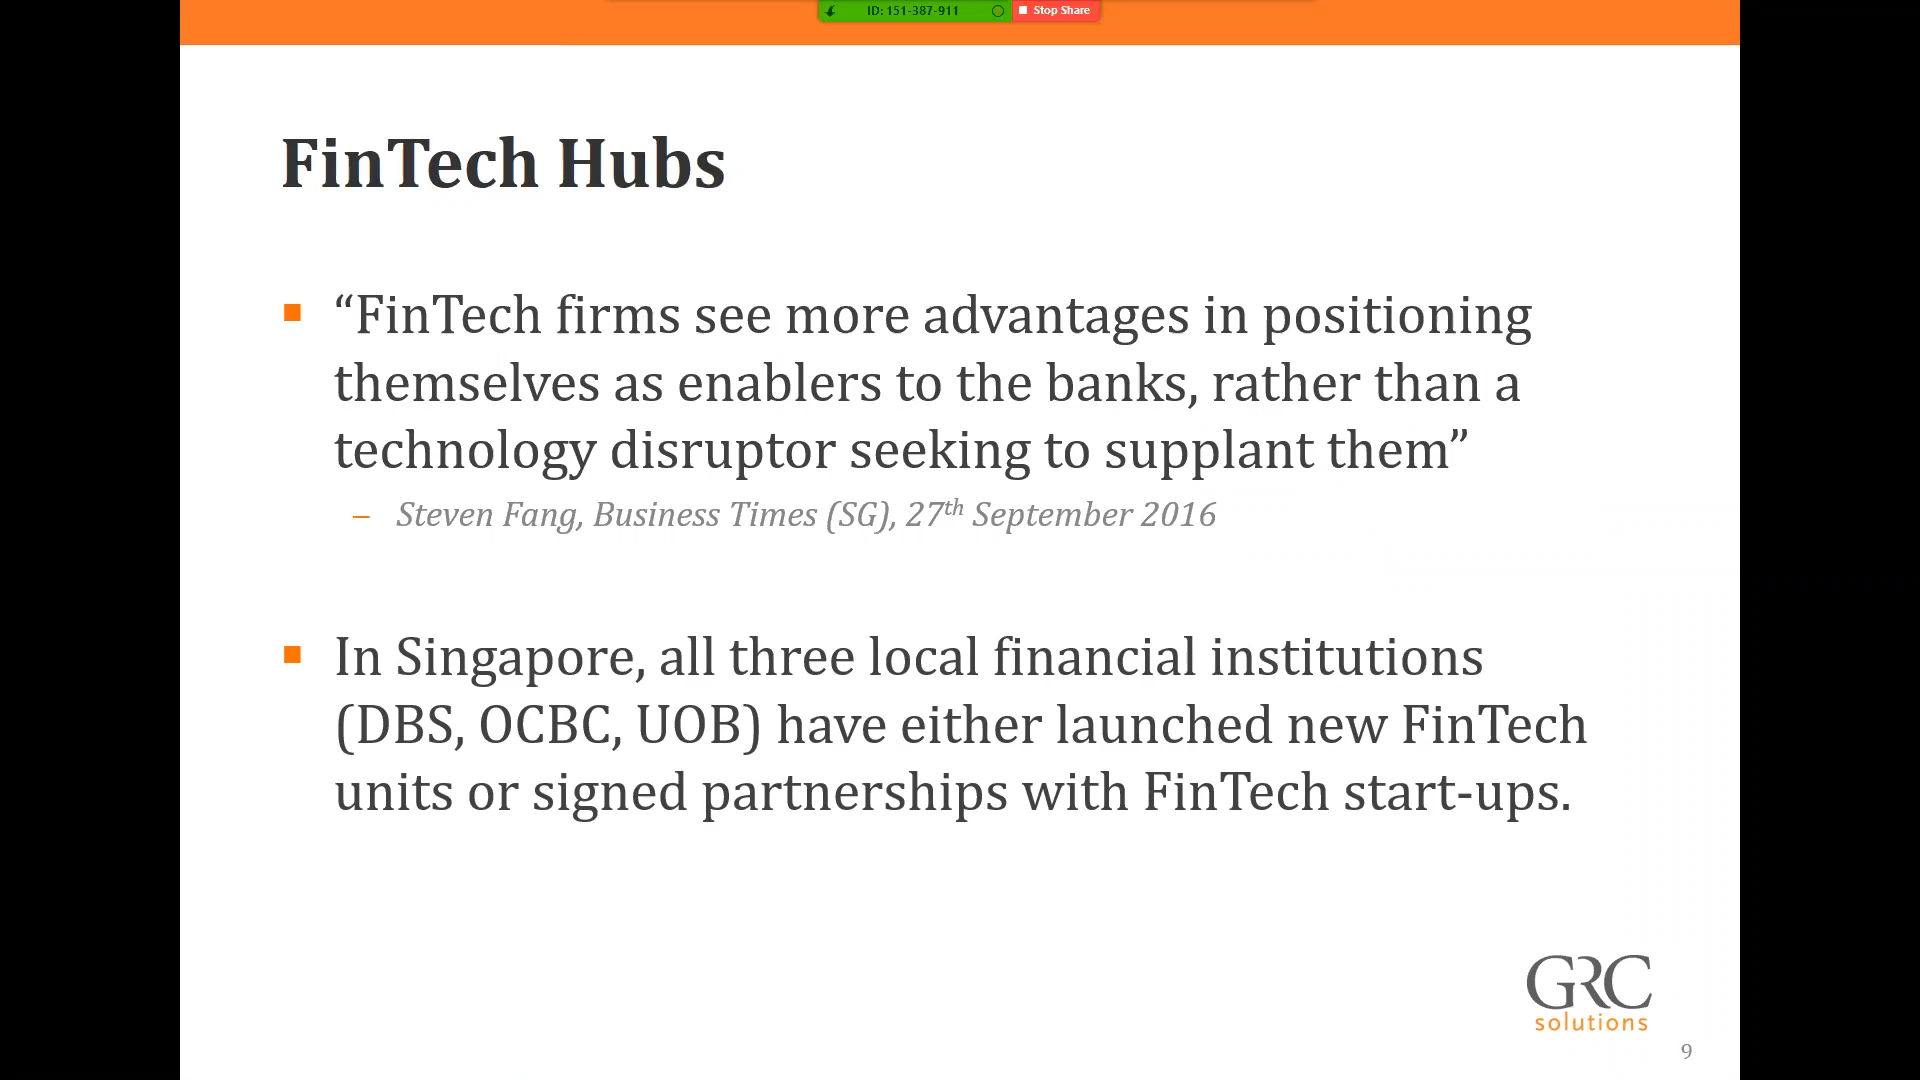 ID: 151-387-911 Stop Share
FinTech Hubs
“FinTech firms see more advantages in positioning
themselves as enablers to the banks, rather than a
technology disruptor seeking to supplant them”
– Steven Fang, Business Times (SG), 27th September 2016
In Singapore, all three local financial institutions
(DBS, OCBC, UOB) have either launched new FinTech
units or signed partnerships with FinTech start-ups.
GRC
solutions
9